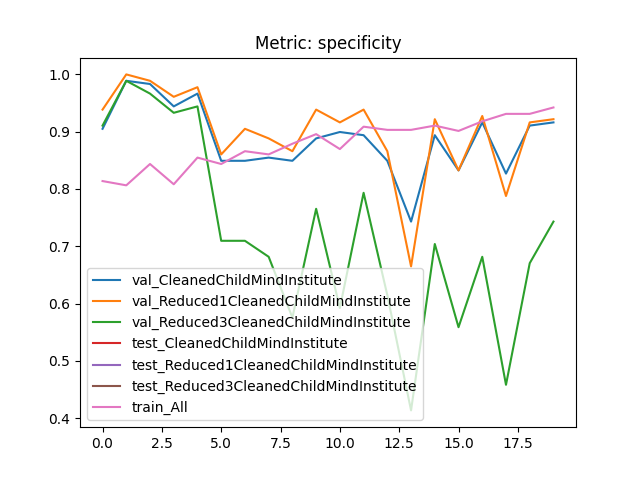 Metric: specificity
1.0
0.9
0.8
0.7
0.6
0.5
0.4
val_CleanedChildMindInstitute
val_Reduced1CleanedChildMindInstitute
val_Reduced3CleanedChildMindInstitute
test_CleanedChildMindInstitute
test_Reduced1CleanedChildMindInstitute
test_Reduced3CleanedChildMindInstitute
train_All
0.0 2.5 5.0 7.5 10.0 12.5 15.0 17.5